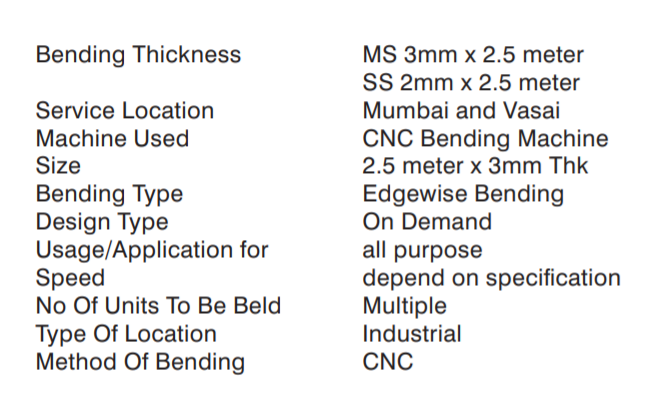 Bending Thickness MS 3mm x 2.5 meter
SS 2mm x 2.5 meter
Service Location Mumbai and Vasai
Machine Used CNC Bending Machine
Size 2.5 meter x 3mm Thk
Bending Type Edgewise Bending
Design Type On Demand
Usage/Application for all purpose
Speed depend on specification
No Of Units To Be Beld Multiple
Type Of Location Industrial
Method Of Bending CNC